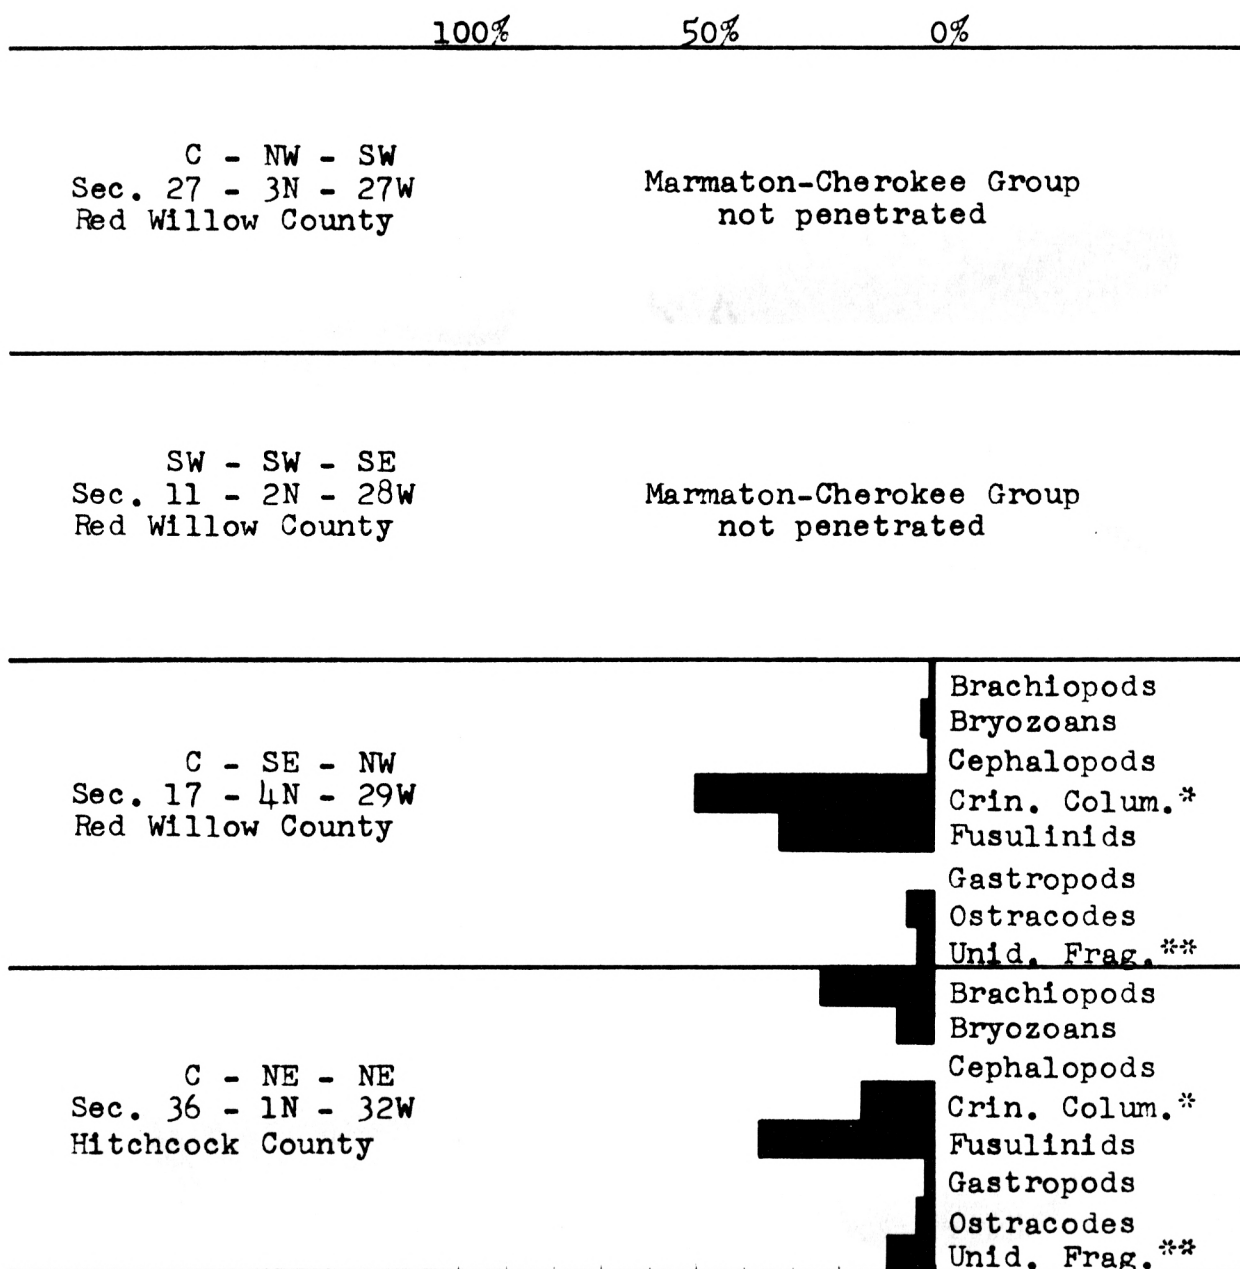 100% 50% 0%
C - NW - SW
Sec. 27 - 3N - 27W
Red Willow County
Marmaton-Cherokee Group
not penetrated
SW - SW - SE
Sec. 11 - 2N - 28W
Red Willow County
Marmaton-Cherokee Group
not penetrated
C - SE - NW
Sec. 17 - 4N - 29W
Red Willow County
Brachiopods
Bryozoans
Cephalopods
Crin. Colum.*
Fusulinids
Gastropods
Ostracodes
Unid. Frag.**
C - NE - NE
Sec. 36 - 1N - 32W
Hitchcock County
Brachiopods
Bryozoans
Cephalopods
Crin. Colum.*
Fusulinids
Gastropods
Ostracodes
Unid. Frag.**